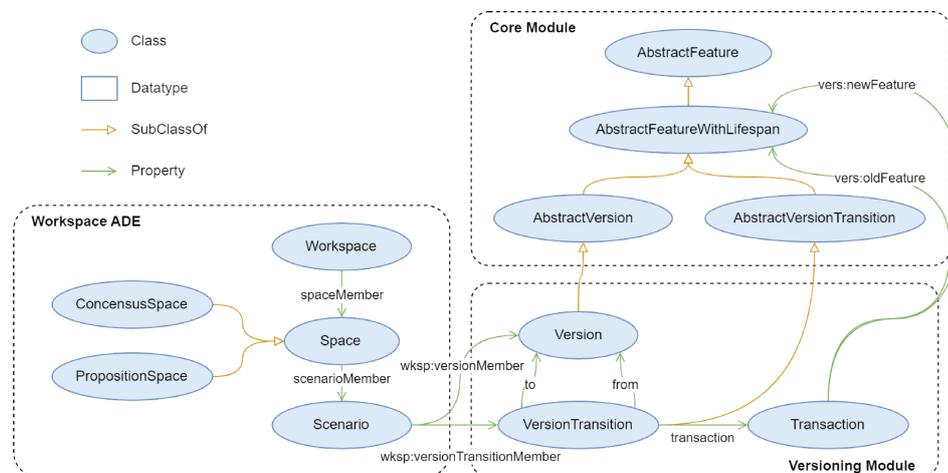 Class
Datatype
SubClassOf
Property
Core Module
AbstractFeature
vers:newFeature
AbstractFeatureWithLifespan
vers:oldFeature
AbstractVersion
AbstractVersionTransition
Workspace ADE
Workspace
spaceMember
ConcensusSpace
Space
PropositionSpace
scenarioMember
Scenario
Version
wksp:versionMember
to
from
VersionTransition
Transaction
transaction
wksp:versionTransitionMember
Versioning Module